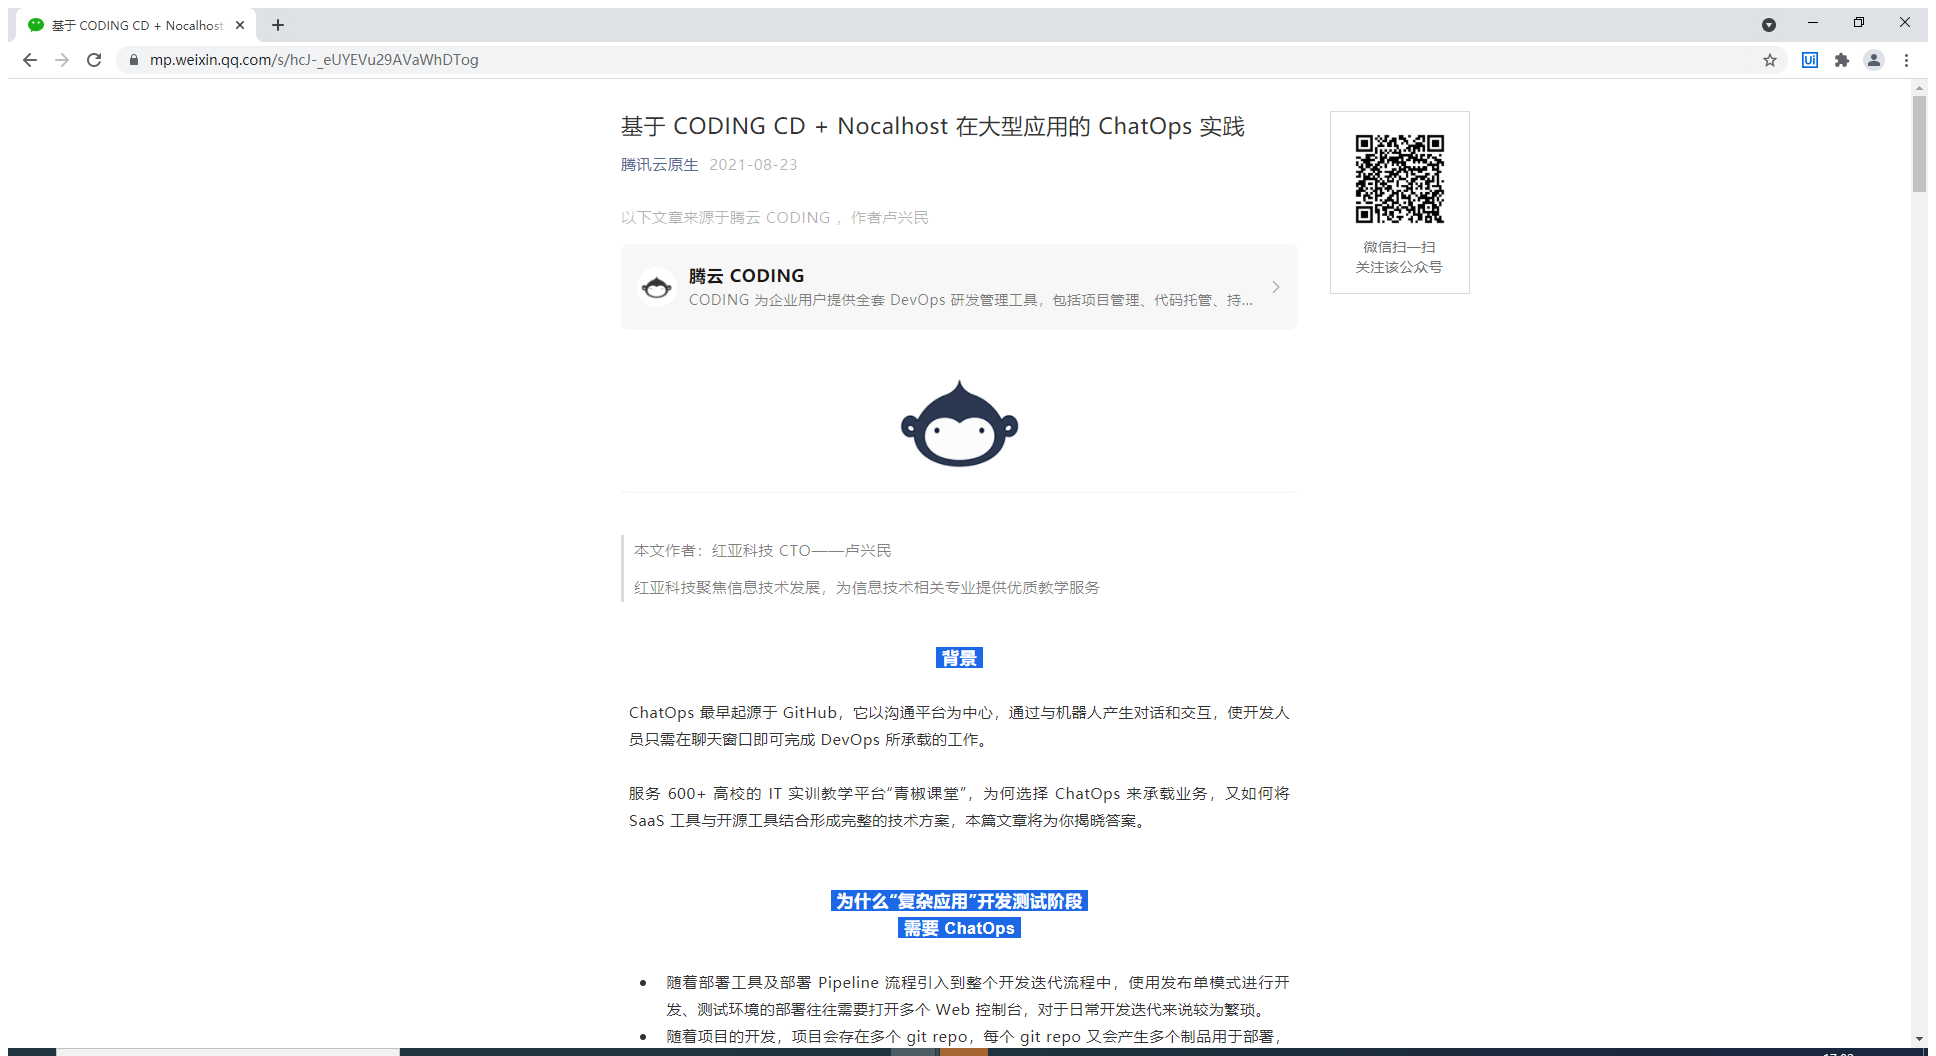 基于 CODING CD + Nocalhost
mp.weixin.qq.com/s/hcJ-_eUYEVu29AVaWhDTog
Ui
基于 CODING CD + Nocalhost 在大型应用的 ChatOps 实践
腾讯云原生 2021-08-23
以下文章来源于腾云 CODING ，作者卢兴民
腾云 CODING
CODING 为企业用户提供全套 DevOps 研发管理工具，包括项目管理、代码托管、持...
微信扫一扫
关注该公众号
本文作者：红亚科技 CTO——卢兴民
红亚科技聚焦信息技术发展，为信息技术相关专业提供优质教学服务
背景
ChatOps 最早起源于 GitHub，它以沟通平台为中心，通过与机器人产生对话和交互，使开发人
员只需在聊天窗口即可完成 DevOps 所承载的工作。
服务 600+ 高校的 IT 实训教学平台“青椒课堂”，为何选择 ChatOps 来承载业务，又如何将
SaaS 工具与开源工具结合形成完整的技术方案，本篇文章将为你揭晓答案。
为什么“复杂应用”开发测试阶段
需要 ChatOps
• 随着部署工具及部署 Pipeline 流程引入到整个开发迭代流程中，使用发布单模式进行开
发、测试环境的部署往往需要打开多个 Web 控制台，对于日常开发迭代来说较为繁琐。
• 随着项目的开发，项目会存在多个 git repo，每个 git repo 又会产生多个制品用于部署，